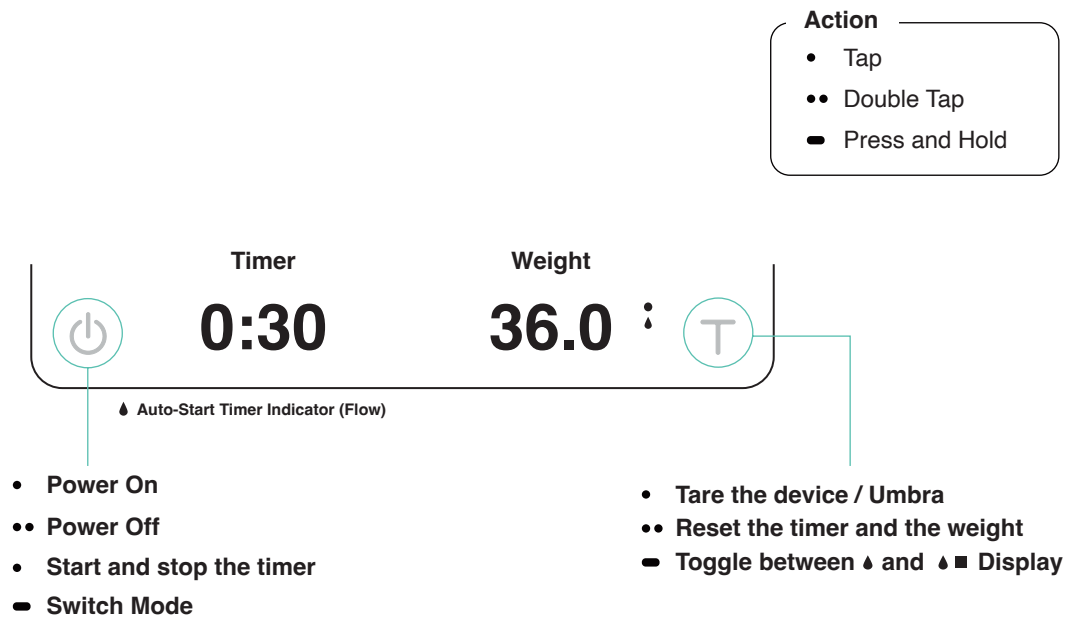 Action
• Tap
•• Double Tap
▬ Press and Hold
Timer
Weight
0:30
36.0
T
Auto-Start Timer Indicator (Flow)
• Power On
•• Power Off
• Start and stop the timer
▬ Switch Mode
• Tare the device / Umbra
•• Reset the timer and the weight
▬ Toggle between 💧 and 💧■ Display